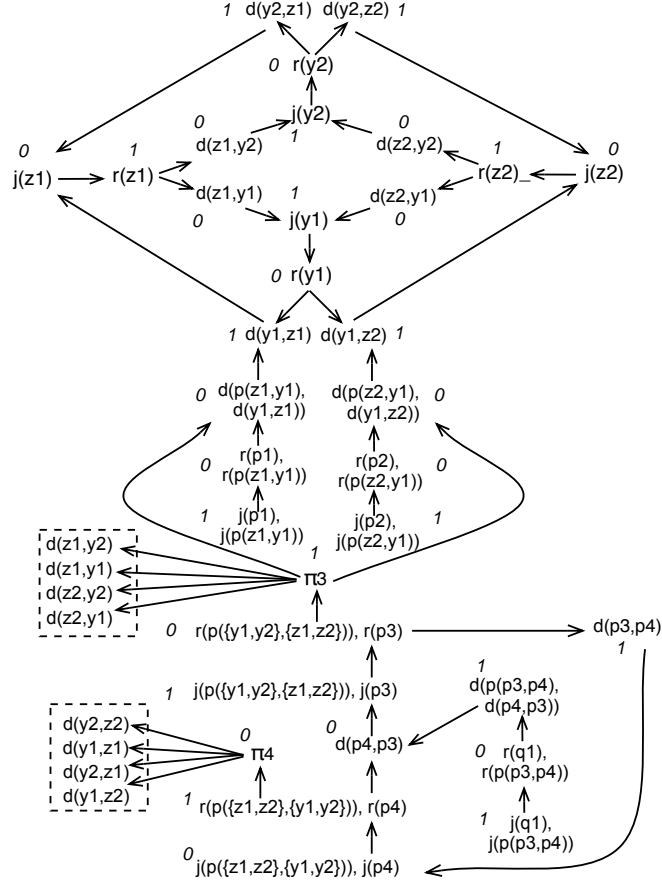 1 d(y2,z1) d(y2,z2) 1
0 r(y2)
0 j(y2) 0
d(z1,y2) 1 d(z2,y2)
0 1 1 0
j(z1) r(z1) r(z2)_ j(z2)
d(z1,y1) 1 d(z2,y1)
0 j(y1) 0
0 r(y1)
1 d(y1,z1) d(y1,z2) 1
0 d(p(z1,y1), d(p(z2,y1), 0
d(y1,z1)) d(y1,z2))
r(p1), r(p2),
0 r(p(z1,y1)) r(p(z2,y1)) 0
1 j(p1), j(p2), 1
j(p(z1,y1)) j(p(z2,y1))
d(z1,y2) 1
d(z1,y1) π3
d(z2,y2)
d(z2,y1)
0 r(p({y1,y2},{z1,z2})), r(p3) d(p3,p4)
1
1
1 j(p({y1,y2},{z1,z2})), j(p3) d(p(p3,p4),
d(p4,p3))
d(y2,z2) 0 0
d(y1,z1) π4 d(p4,p3) 0 r(q1),
d(y2,z1) r(p(p3,p4))
d(y1,z2)
1 r(p({z1,z2},{y1,y2})), r(p4)
1 j(q1),
j(p(p3,p4))
0
j(p({z1,z2},{y1,y2})), j(p4)